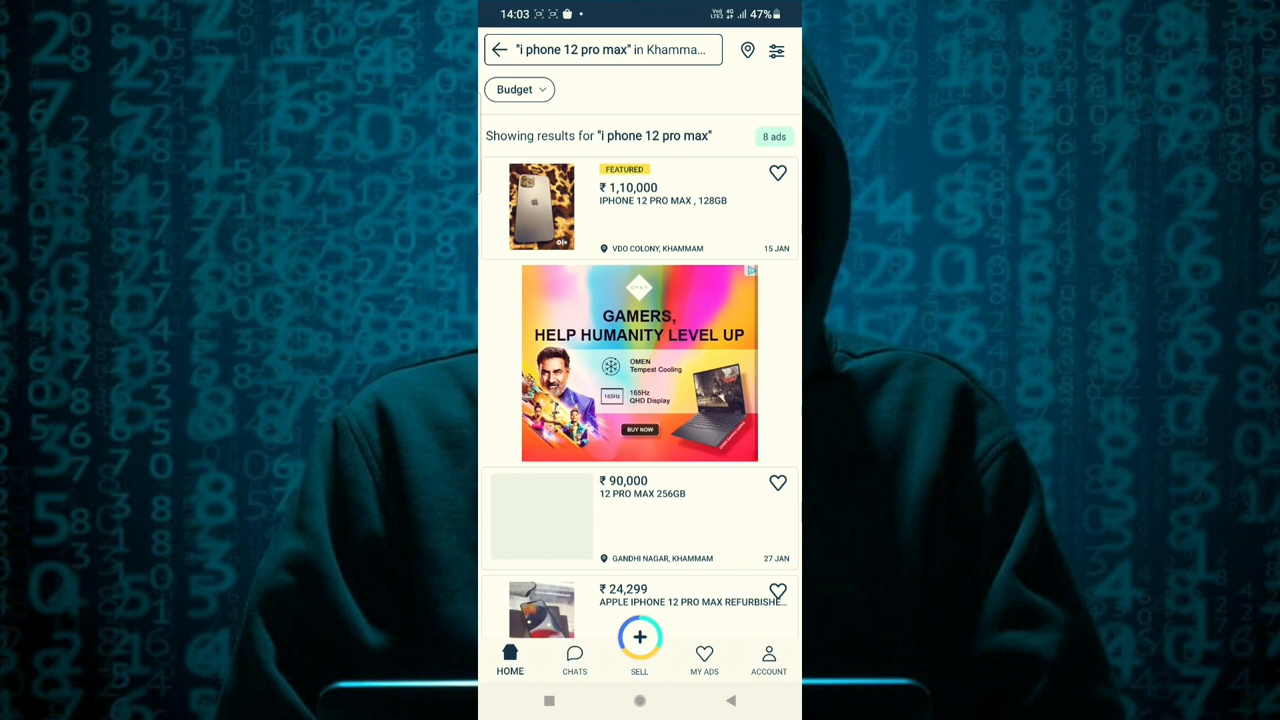 14:03
47%
"i phone 12 pro max" in Khamma...
Budget
Showing results for "i phone 12 pro max"
8 ads
FEATURED
₹ 1,10,000
IPHONE 12 PRO MAX , 128GB
VDO COLONY, KHAMMAM
15 JAN
OMEN
GAMERS,
HELP HUMANITY LEVEL UP
OMEN
Tempest Cooling
165Hz
165Hz
QHD Display
BUY NOW
₹ 90,000
12 PRO MAX 256GB
GANDHI NAGAR, KHAMMAM
27 JAN
₹ 24,299
APPLE IPHONE 12 PRO MAX REFURBISHE...
HOME
CHATS
SELL
MY ADS
ACCOUNT